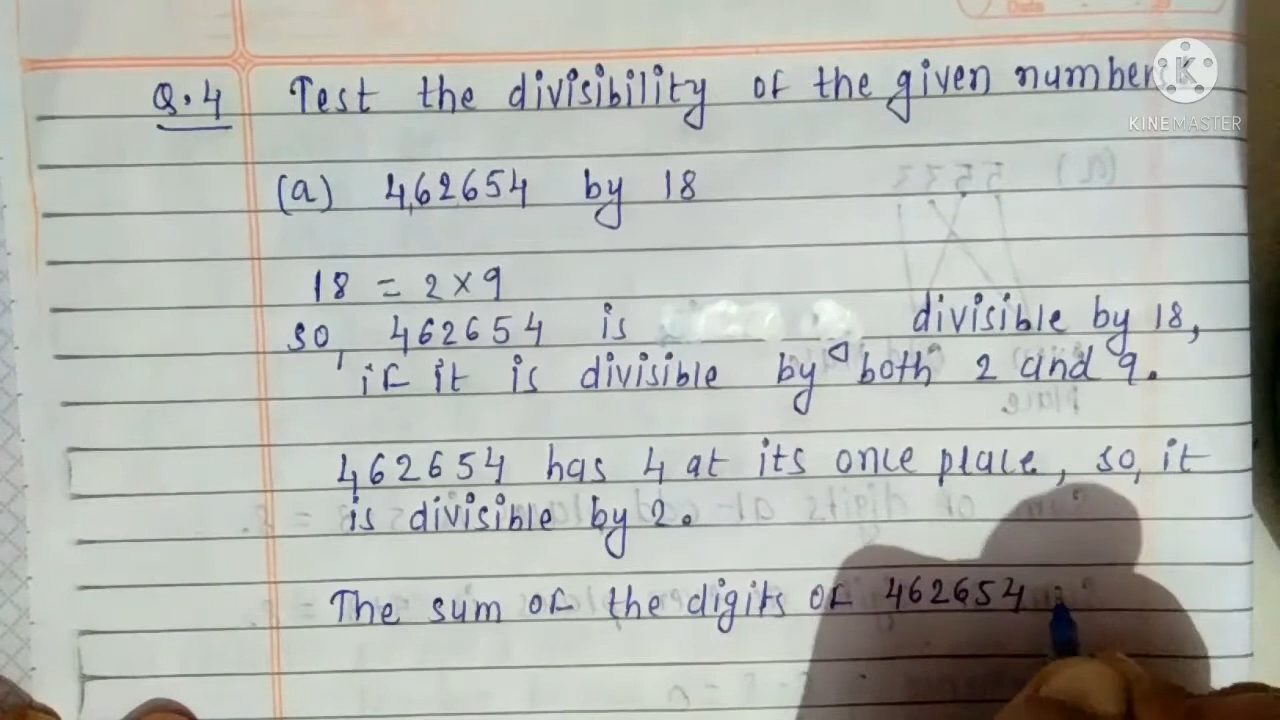 Q.4 Test the divisibility of the given number
KINEMASTER
(a) 4,62654 by 18
18 = 2 × 9
so, 462654 is divisible by 18,
if it is divisible by both 2 and 9.
462654 has 4 at its once place, so, it
is divisible by 2.
The sum of the digits of 462654